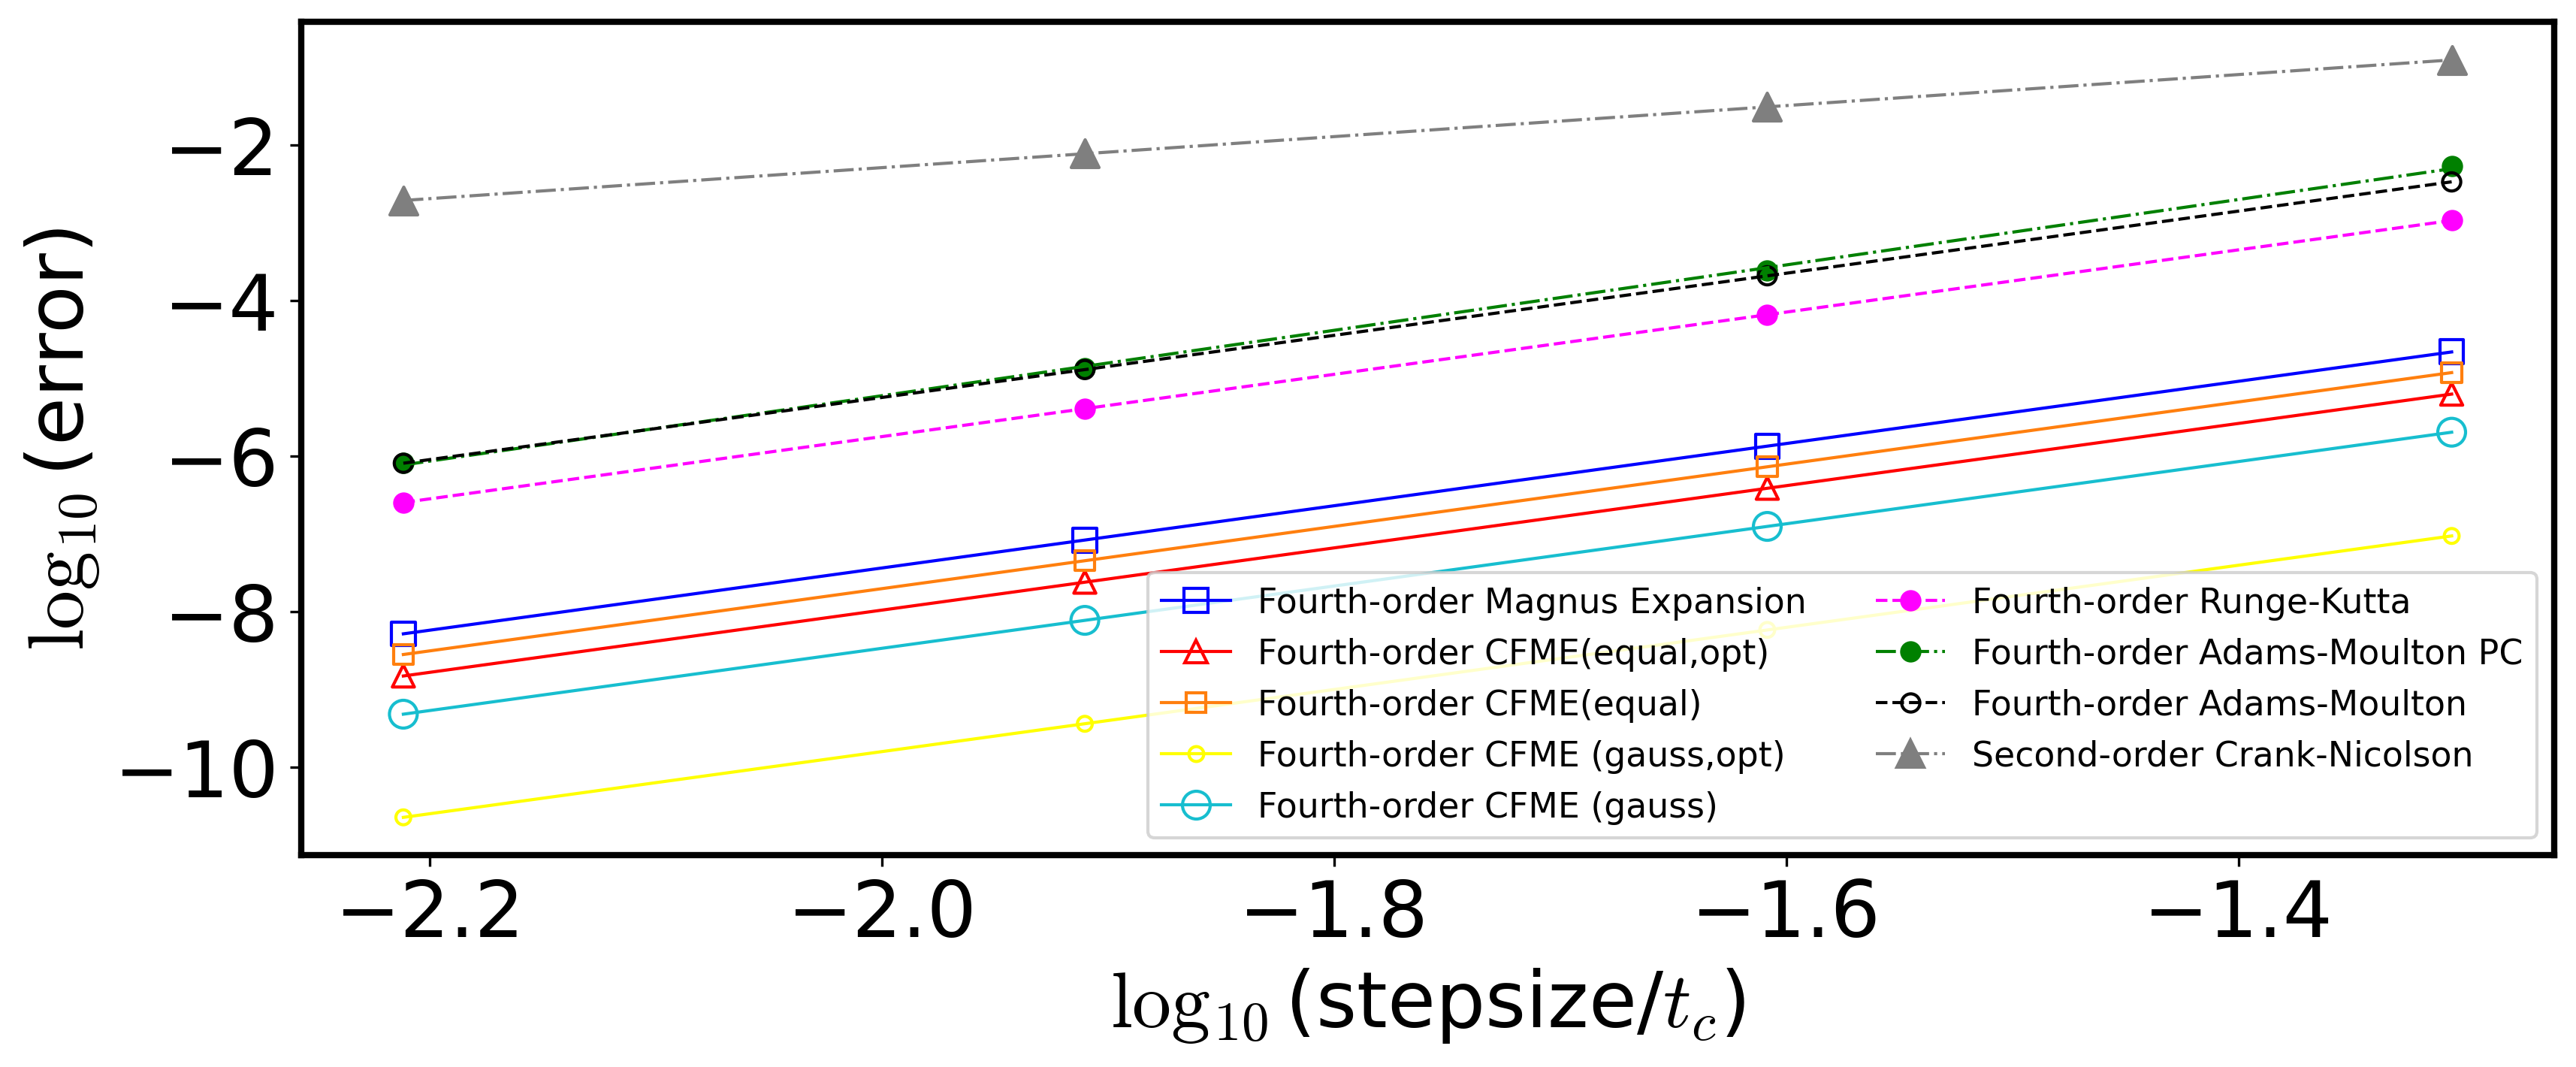 log10 (error)
−2
−4
−6
−8
−10
Fourth-order Magnus Expansion
Fourth-order CFME(equal,opt)
Fourth-order CFME(equal)
Fourth-order CFME (gauss,opt)
Fourth-order CFME (gauss)
Fourth-order Runge-Kutta
Fourth-order Adams-Moulton PC
Fourth-order Adams-Moulton
Second-order Crank-Nicolson
−2.2 −2.0 −1.8 −1.6 −1.4
log10 (stepsize/tc)